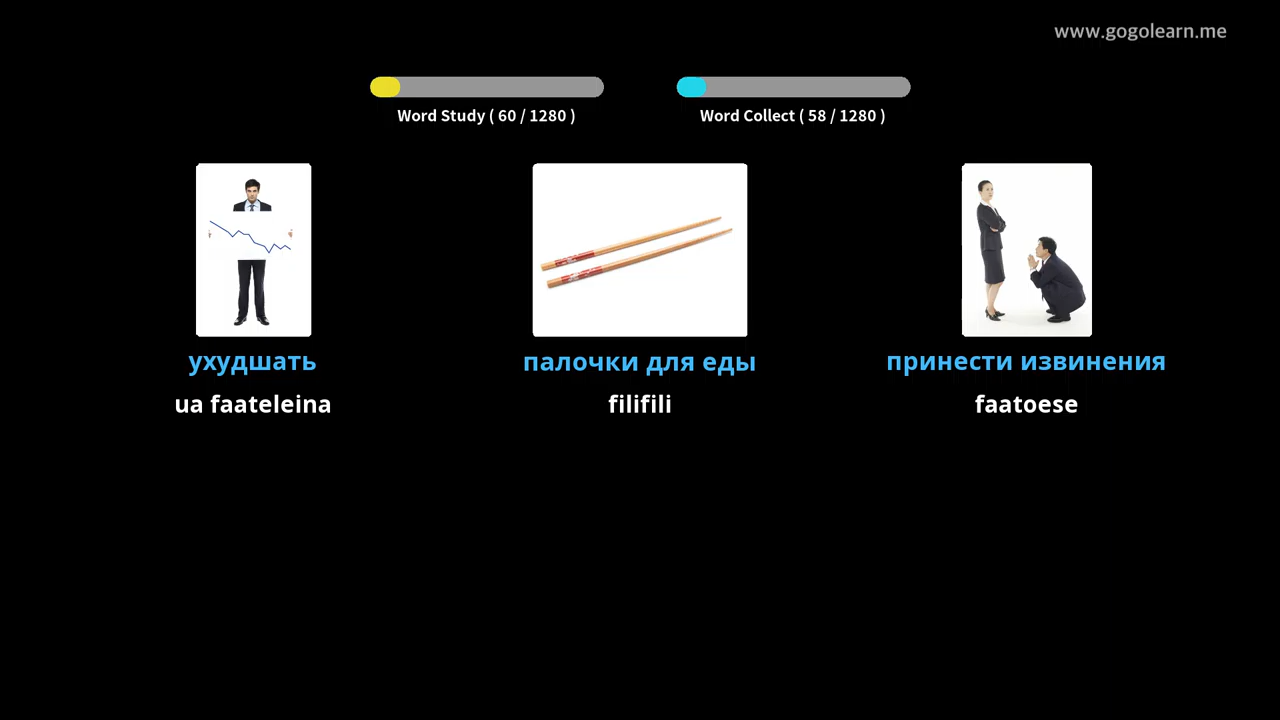 www.gogolearn.me
Word Study ( 60 / 1280 )
Word Collect ( 58 / 1280 )
ухудшать
палочки для еды
принести извинения
ua faateleina
filifili
faatoese